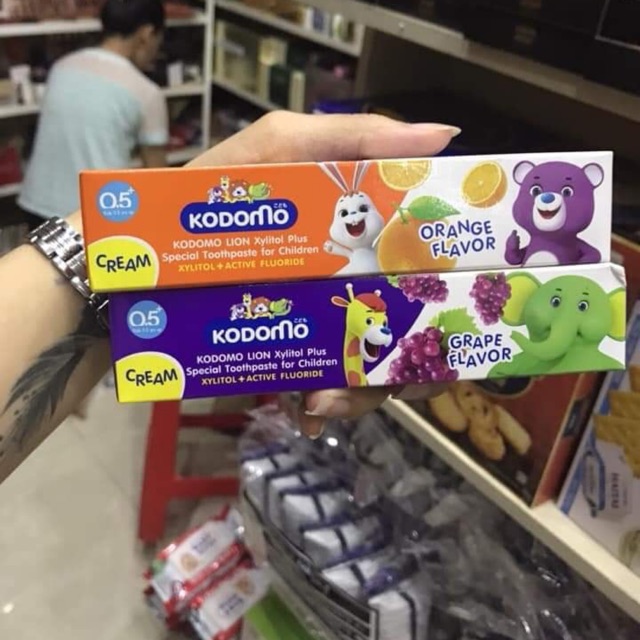 0.5+
KODOMO
KODOMO LION Xylitol Plus
Special Toothpaste for Children
XYLITOL + ACTIVE FLUORIDE
CREAM
ORANGE
FLAVOR
0.5+
KODOMO
KODOMO LION Xylitol Plus
Special Toothpaste for Children
XYLITOL + ACTIVE FLUORIDE
CREAM
GRAPE
FLAVOR